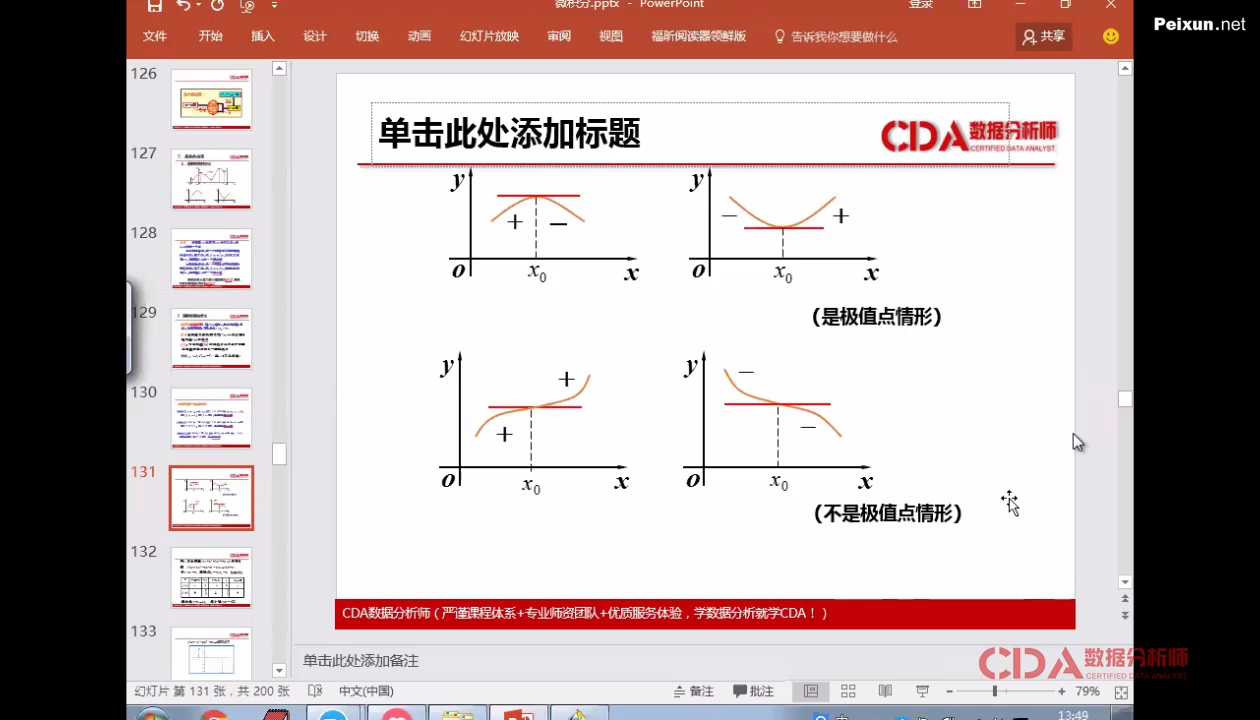 微积分.pptx - PowerPoint
登录
Peixun.net
文件 开始 插入 设计 切换 动画 幻灯片放映 审阅 视图 福昕阅读器领鲜版 告诉我你想要做什么 共享
126
127
128
129
130
131
132
133
单击此处添加标题
CDA数据分析师
CERTIFIED DATA ANALYST
y + − o x0 x
y − + o x0 x
(是极值点情形)
y + + o x0 x
y − − o x0 x
(不是极值点情形)
CDA数据分析师（严谨课程体系+专业师资团队+优质服务体验，学数据分析就学CDA！）
单击此处添加备注
CDA数据分析师
CERTIFIED DATA ANALYST
幻灯片 第 131 张，共 200 张 中文(中国) 备注 批注 79%
13:49